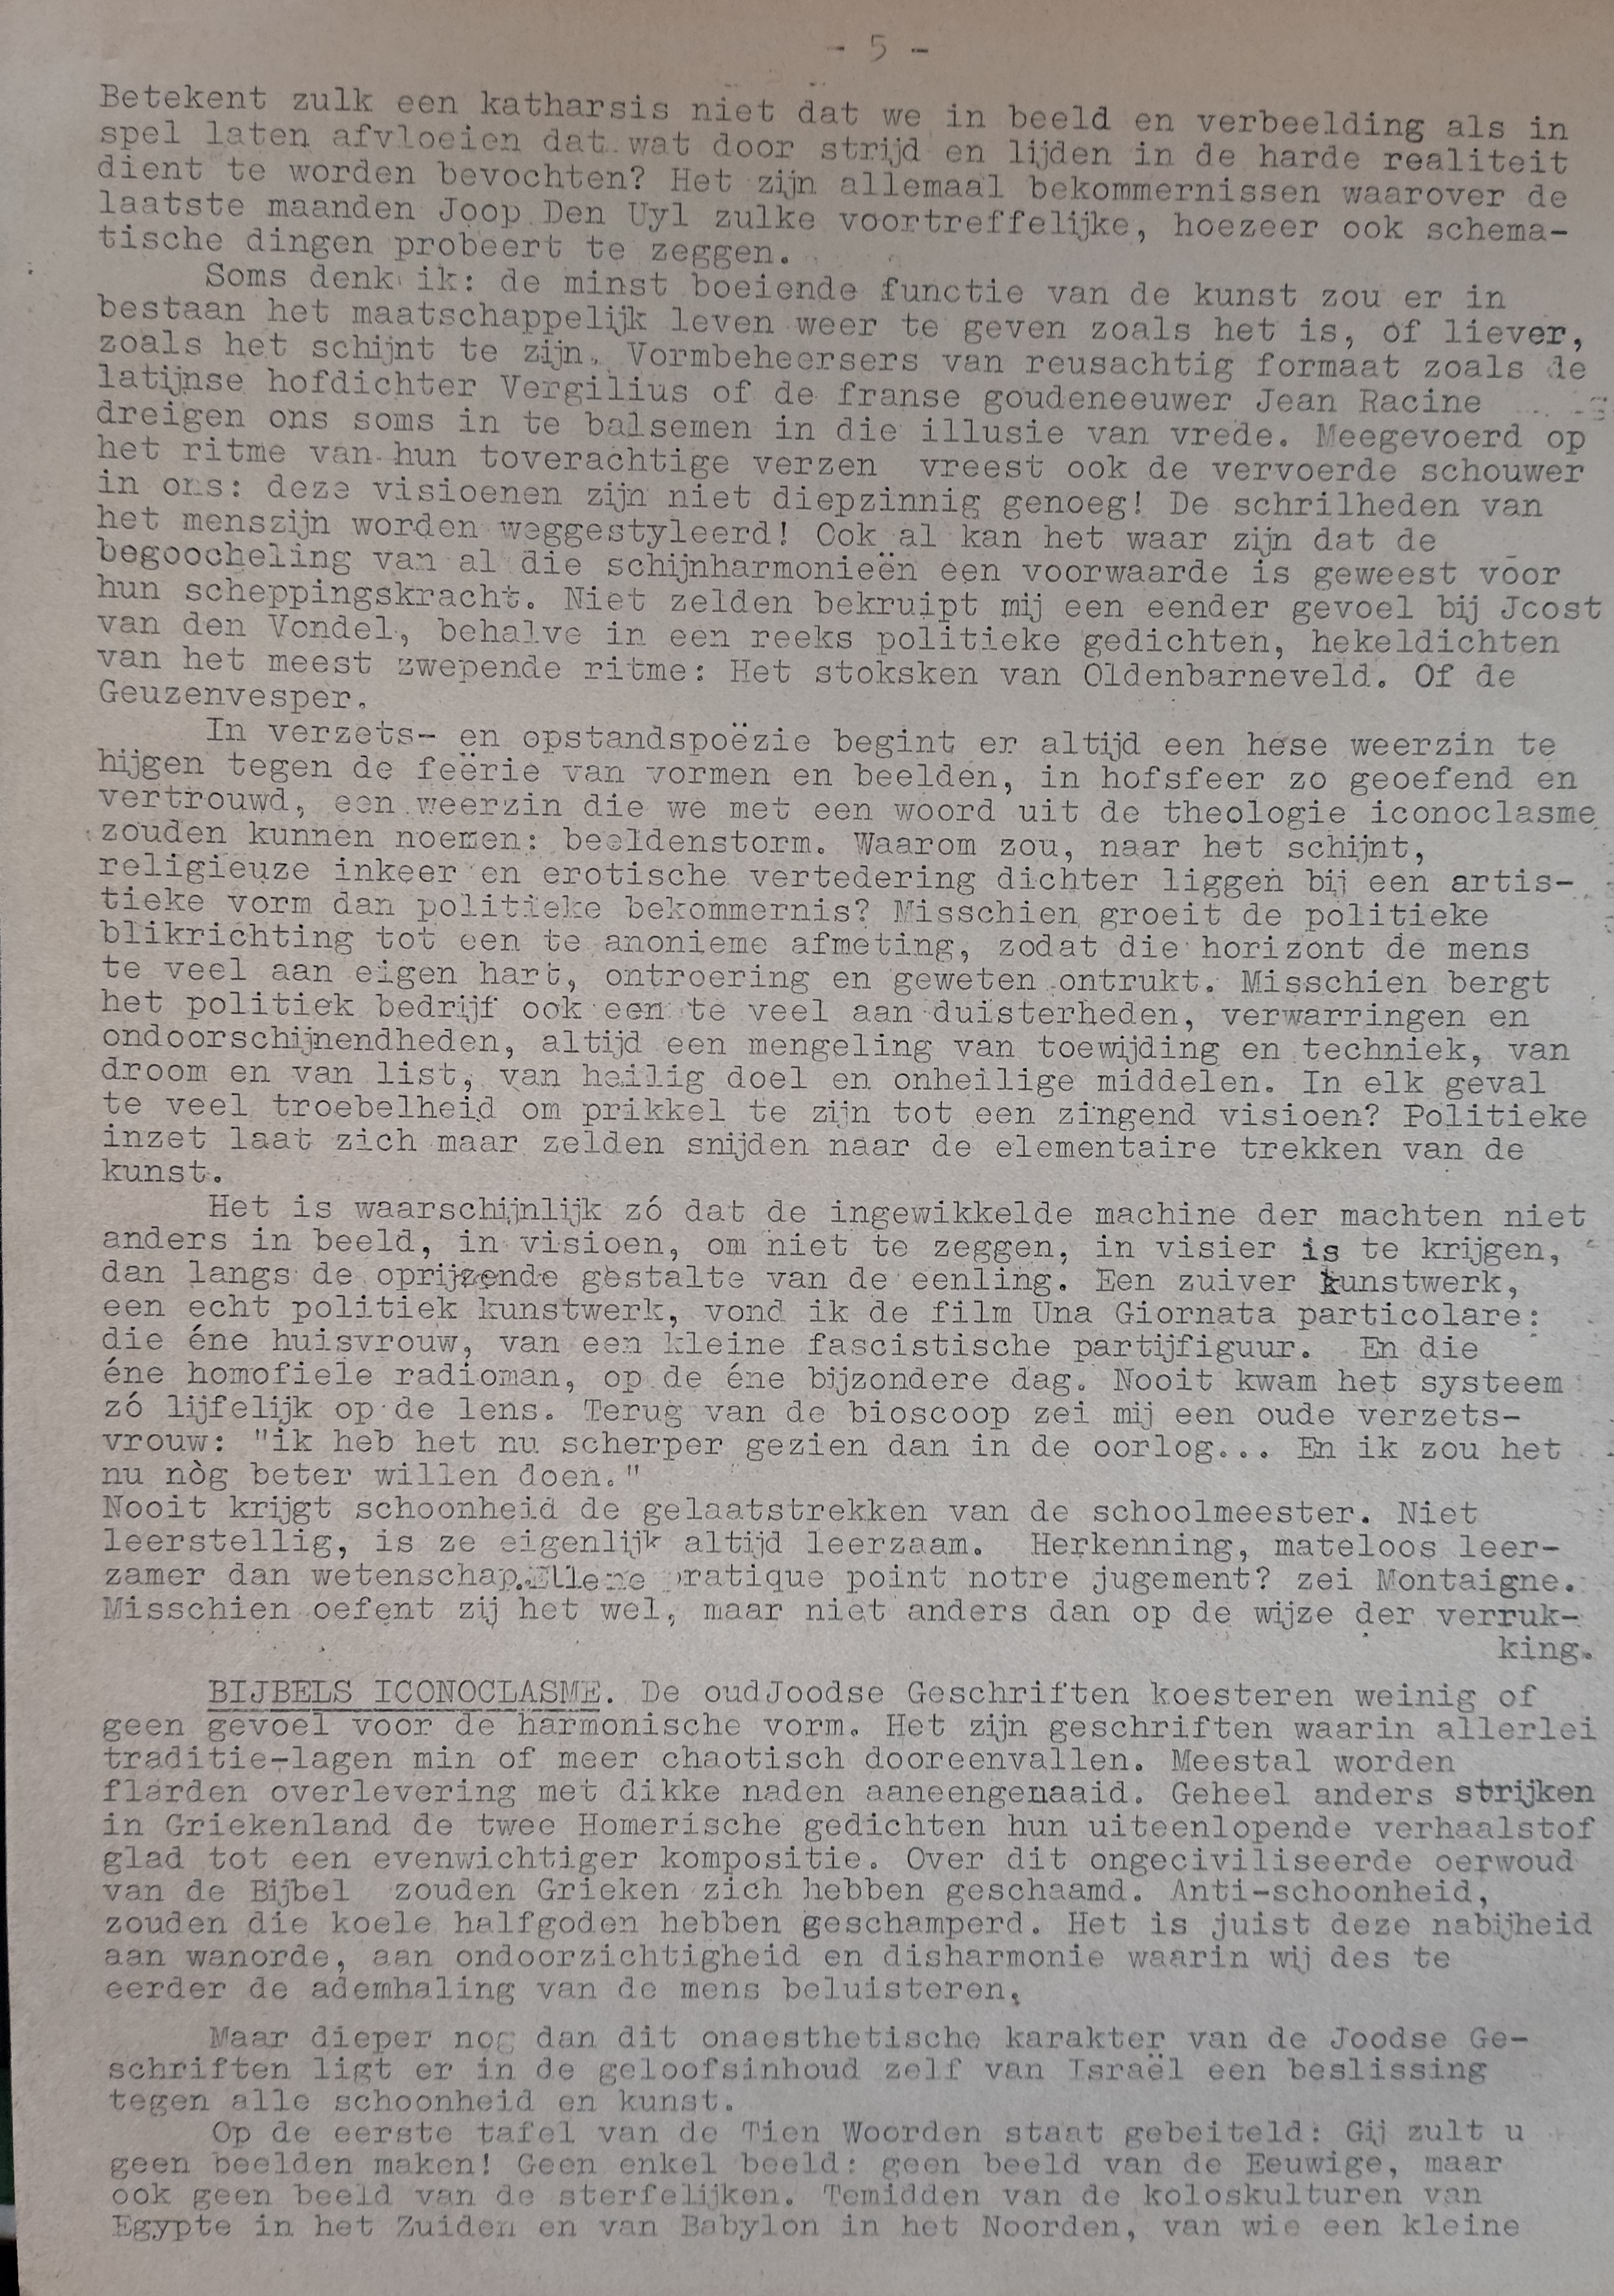 - 5 -
Betekent zulk een katharsis niet dat we in beeld en verbeelding als in
spel laten afvloeien dat wat door strijd en lijden in de harde realiteit
dient te worden bevochten? Het zijn allemaal bekommernissen waarover de
laatste maanden Joop Den Uyl zulke voortreffelijke, hoezeer ook schema-
tische dingen probeert te zeggen.
Soms denk ik: de minst boeiende functie van de kunst zou er in
bestaan het maatschappelijk leven weer te geven zoals het is, of liever,
zoals het schijnt te zijn. Vormbeheersers van reusachtig formaat zoals de
latijnse hofdichter Vergilius of de franse goudeneeuwer Jean Racine
dreigen ons soms in te balsemen in die illusie van vrede. Meegevoerd op
het ritme van hun toverachtige verzen vreest ook de vervoerde schouwer
in ons: deze visioenen zijn niet diepzinnig genoeg! De schrilheden van
het menszijn worden weggestyleerd! Ook al kan het waar zijn dat de
begoocheling van al die schijnharmonieën een voorwaarde is geweest voor
hun scheppingskracht. Niet zelden bekruipt mij een eender gevoel bij Joost
van den Vondel, behalve in een reeks politieke gedichten, hekeldichten
van het meest zwepende ritme: Het stoksken van Oldenbarneveld. Of de
Geuzenvesper.
In verzets- en opstandspoëzie begint er altijd een hese weerzin te
hijgen tegen de feërie van vormen en beelden, in hofsfeer zo geoefend en
vertrouwd, een weerzin die we met een woord uit de theologie iconoclasme
zouden kunnen noemen: beeldenstorm. Waarom zou, naar het schijnt,
religieuze inkeer en erotische vertedering dichter liggen bij een artis-
tieke vorm dan politieke bekommernis? Misschien groeit de politieke
blikrichting tot een te anonieme afmeting, zodat die horizont de mens
te veel aan eigen hart, ontroering en geweten ontrukt. Misschien bergt
het politiek bedrijf ook een te veel aan duisterheden, verwarringen en
ondoorschijnendheden, altijd een mengeling van toewijding en techniek, van
droom en van list, van heilig doel en onheilige middelen. In elk geval
te veel troebelheid om prikkel te zijn tot een zingend visioen? Politieke
inzet laat zich maar zelden snijden naar de elementaire trekken van de
kunst.
Het is waarschijnlijk zó dat de ingewikkelde machine der machten niet
anders in beeld, in visioen, om niet te zeggen, in visier is te krijgen,
dan langs de oprijzende gestalte van de eenling. Een zuiver kunstwerk,
een echt politiek kunstwerk, vond ik de film Una Giornata particolare:
die éne huisvrouw, van een kleine fascistische partijfiguur. En die
éne homofiele radioman, op de éne bijzondere dag. Nooit kwam het systeem
zó lijfelijk op de lens. Terug van de bioscoop zei mij een oude verzets-
vrouw: "ik heb het nu scherper gezien dan in de oorlog... En ik zou het
nu nòg beter willen doen."
Nooit krijgt schoonheid de gelaatstrekken van de schoolmeester. Niet
leerstellig, is ze eigenlijk altijd leerzaam. Herkenning, mateloos leer-
zamer dan wetenschap. Elle ne pratique point notre jugement? zei Montaigne.
Misschien oefent zij het wel, maar niet anders dan op de wijze der verruk-
king.
BIJBELS ICONOCLASME. De oudJoodse Geschriften koesteren weinig of
geen gevoel voor de harmonische vorm. Het zijn geschriften waarin allerlei
traditie-lagen min of meer chaotisch dooreenvallen. Meestal worden
flarden overlevering met dikke naden aaneengenaaid. Geheel anders strijken
in Griekenland de twee Homerische gedichten hun uiteenlopende verhaalstof
glad tot een evenwichtiger kompositie. Over dit ongeciviliseerde oerwoud
van de Bijbel zouden Grieken zich hebben geschaamd. Anti-schoonheid,
zouden die koele halfgoden hebben geschamperd. Het is juist deze nabijheid
aan wanorde, aan ondoorzichtigheid en disharmonie waarin wij des te
eerder de ademhaling van de mens beluisteren.
Maar dieper nog dan dit onaesthetische karakter van de Joodse Ge-
schriften ligt er in de geloofsinhoud zelf van Israël een beslissing
tegen alle schoonheid en kunst.
Op de eerste tafel van de Tien Woorden staat gebeiteld: Gij zult u
geen beelden maken! Geen enkel beeld: geen beeld van de Eeuwige, maar
ook geen beeld van de sterfelijken. Temidden van de koloskulturen van
Egypte in het Zuiden en van Babylon in het Noorden, van wie een kleine